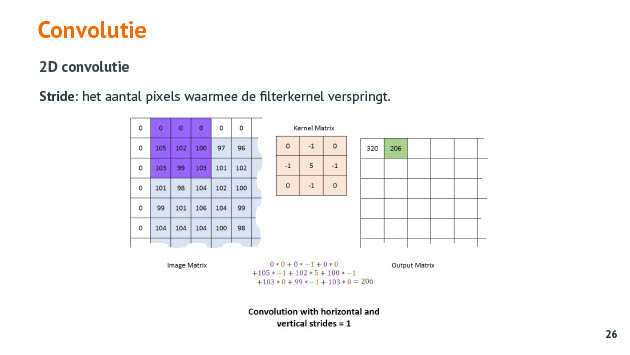 Convolutie
2D convolutie
Stride: het aantal pixels waarmee de filterkernel verspringt.
0 0 0 0 0 0
0 105 102 100 97 96
0 103 99 103 101 102
0 101 98 104 102 100
0 99 101 106 104 99
0 104 104 104 100 98
Image Matrix
Kernel Matrix
0 -1 0
-1 5 -1
0 -1 0
320 206
Output Matrix
0 * 0 + 0 * −1 + 0 * 0
+105 * −1 + 102 * 5 + 100 * −1
+103 * 0 + 99 * −1 + 103 * 0 = 206
Convolution with horizontal and
vertical strides = 1
26